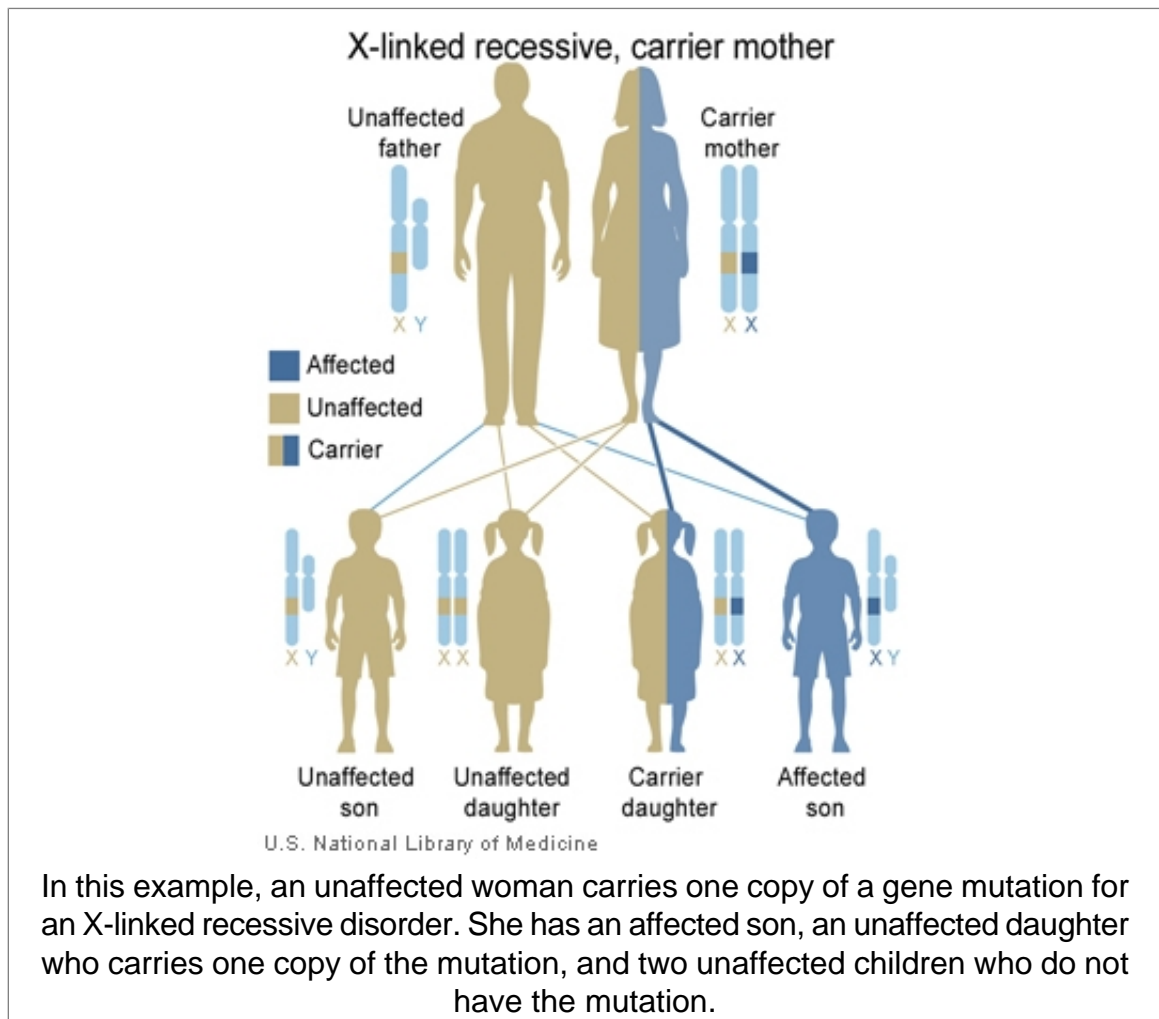 X-linked recessive, carrier mother
Unaffected
father
Carrier
mother
X Y
X X
Affected
Unaffected
Carrier
X Y
X X
X X
X Y
Unaffected
son
Unaffected
daughter
Carrier
daughter
Affected
son
U.S. National Library of Medicine
In this example, an unaffected woman carries one copy of a gene mutation for
an X-linked recessive disorder. She has an affected son, an unaffected daughter
who carries one copy of the mutation, and two unaffected children who do not
have the mutation.